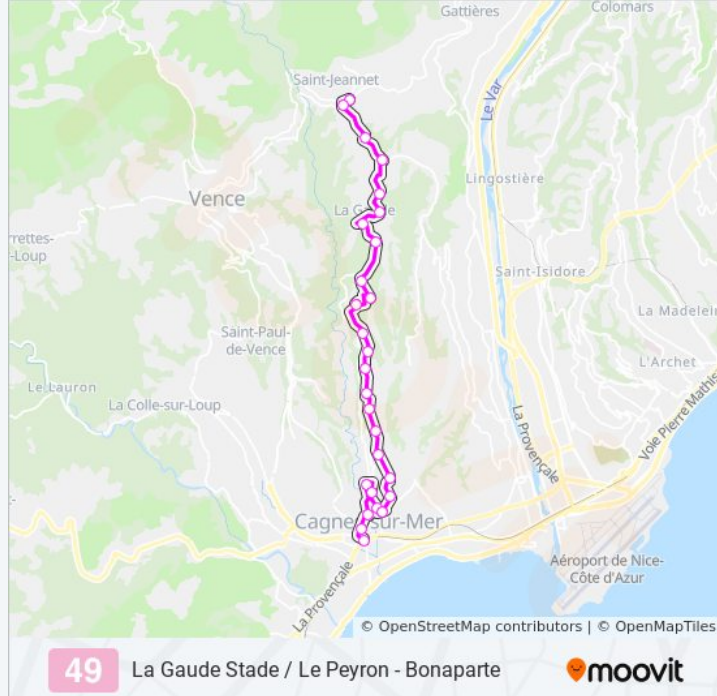 Gattières
Colomars
Saint-Jeannet
Le Var
Lingostière
Vence
La Gaude
rrettes-
-Loup
Saint-Isidore
La Madelein
Saint-Paul-
de-Vence
L'Archet
Le Lauron
La Colle-sur-Loup
Voie Pierre Mathis
La Provençale
Cagnes-sur-Mer
Aéroport de Nice-
Côte d'Azur
La Provençale
© OpenStreetMap contributors | © OpenMapTiles
49 La Gaude Stade / Le Peyron - Bonaparte moovit